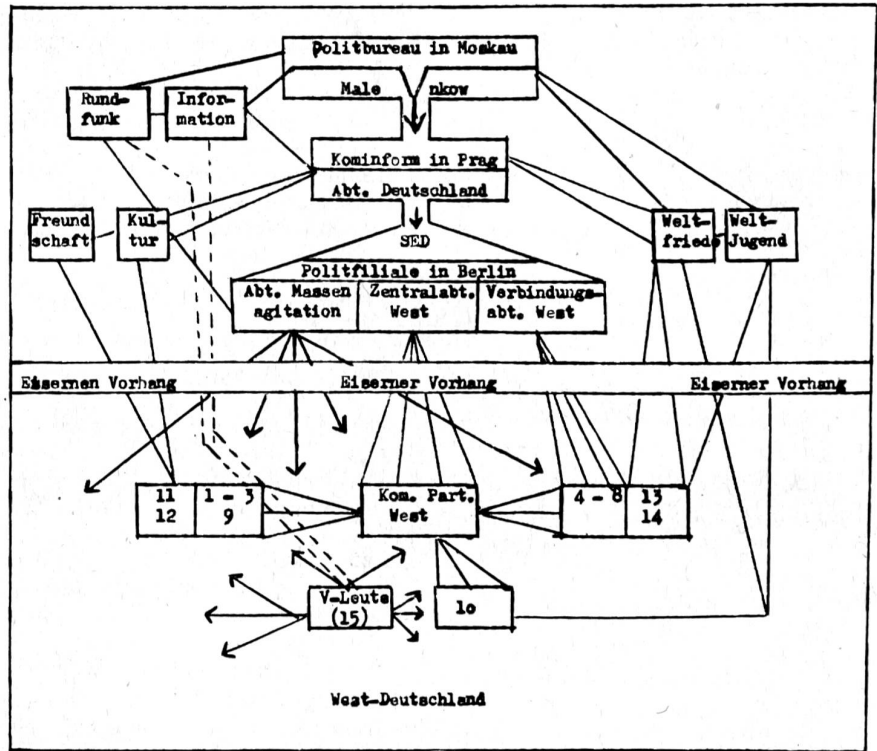 Politbureau in Moskau
Male nkow
Rund-
funk
Infor-
mation
Kominform in Prag
Abt. Deutschland
Freund
schaft
Kul-
tur
Welt-
friede
Welt-
Jugend
SED
Politfiliale in Berlin
Abt. Massen
agitation
Zentralabt.
West
Verbindungs-
abt. West
Eisernen Vorhang
Eiserner Vorhang
Eiserner Vorhang
11
12
1 - 3
9
Kom. Part.
West
4 - 8
13
14
V-Leute
(15)
lo
West-Deutschland